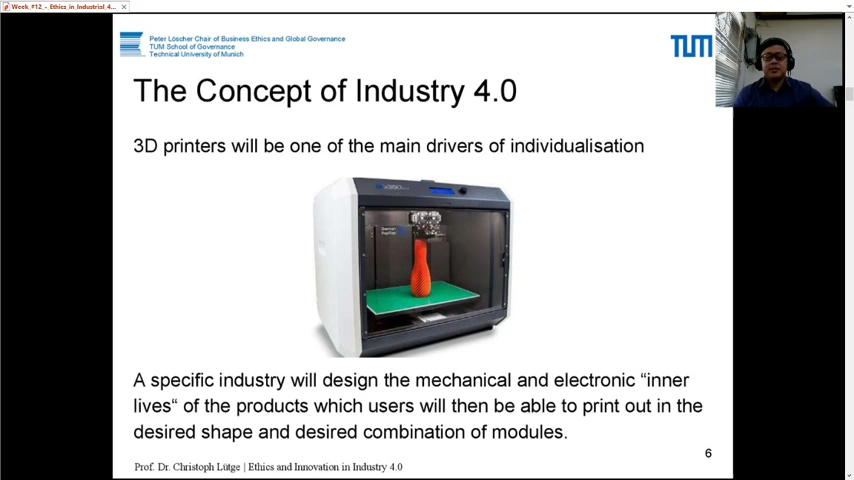 Week_#12_-_Ethics_in_Industrial_4...
Peter Löscher Chair of Business Ethics and Global Governance
TUM School of Governance
Technical University of Munich
TUM
The Concept of Industry 4.0
3D printers will be one of the main drivers of individualisation
A specific industry will design the mechanical and electronic “inner
lives“ of the products which users will then be able to print out in the
desired shape and desired combination of modules.
6
Prof. Dr. Christoph Lütge | Ethics and Innovation in Industry 4.0